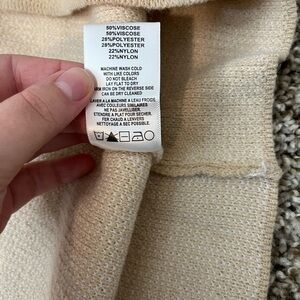 50%VISCOSE
50%VISCOSE
28%POLYESTER
28%POLYESTER
22%NYLON
22%NYLON
MACHINE WASH COLD
WITH LIKE COLORS
DO NOT BLEACH
LAY FLAT TO DRY
IRON ON THE REVERSE SIDE
CAN BE DRY CLEANED
LAVER A LA MACHINE A L'EAU FROIDE,
AVEC COULEURS SIMILAIRES
NE PAS JAVELLISER
ETENDRE A PLAT POUR SECHER.
FER CHAUD A L'ENVERS
NETTOYAGE A SEC POSSIBLE.